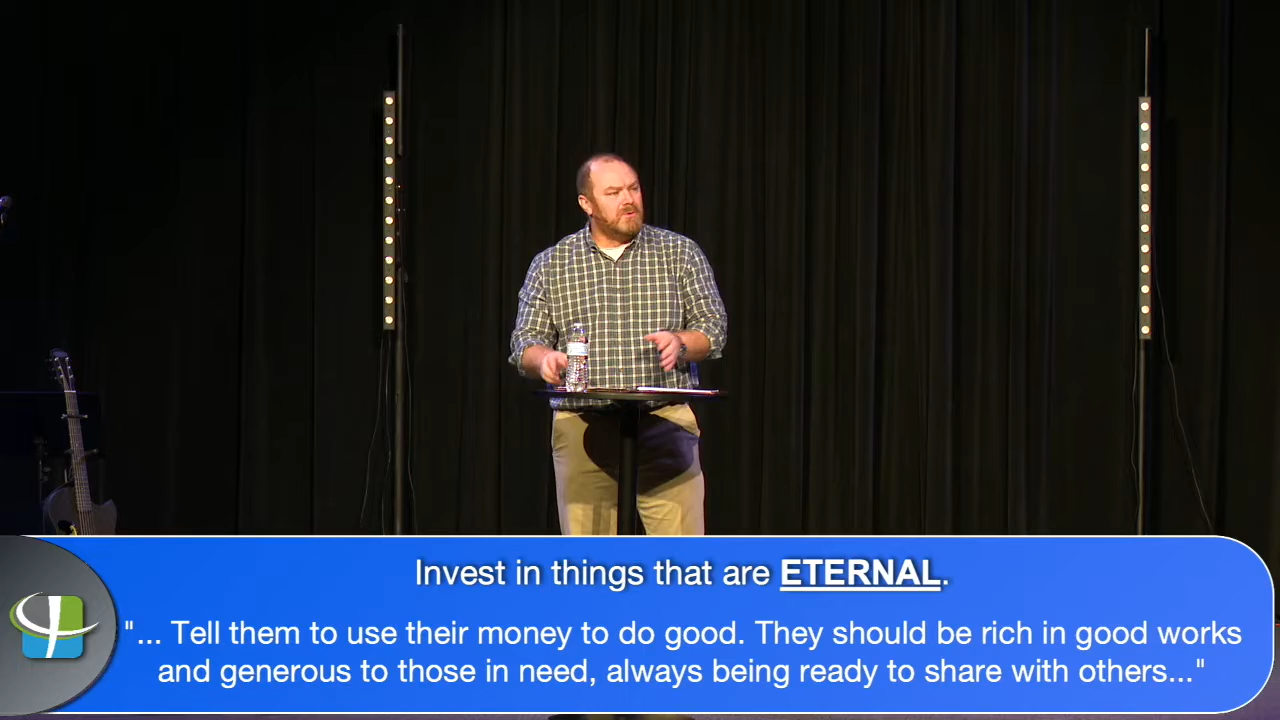 Invest in things that are ETERNAL.
"... Tell them to use their money to do good. They should be rich in good works
and generous to those in need, always being ready to share with others..."